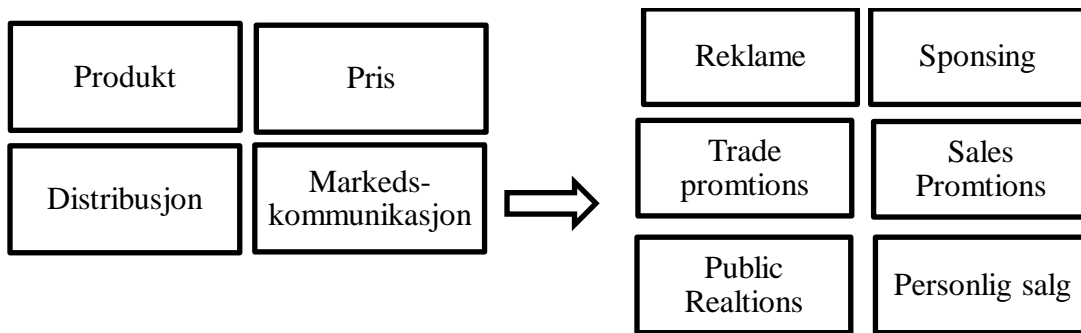 Produkt
Pris
Distribusjon
Markeds-
kommunikasjon
Reklame
Sponsing
Trade
promtions
Sales
Promtions
Public
Realtions
Personlig salg